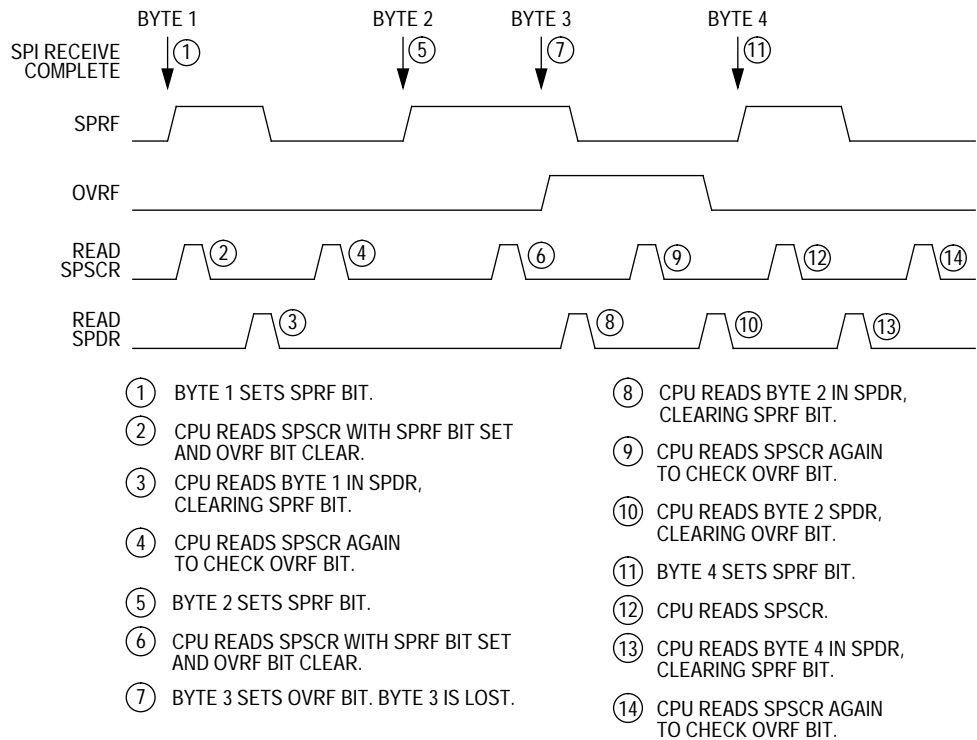 BYTE 1 BYTE 2 BYTE 3 BYTE 4
SPI RECEIVE
COMPLETE
1 5 7 11
SPRF
OVRF
READ
SPSCR
2 4 6 9 12 14
READ
SPDR
3 8 10 13
1 BYTE 1 SETS SPRF BIT.
2 CPU READS SPSCR WITH SPRF BIT SET
AND OVRF BIT CLEAR.
3 CPU READS BYTE 1 IN SPDR,
CLEARING SPRF BIT.
4 CPU READS SPSCR AGAIN
TO CHECK OVRF BIT.
5 BYTE 2 SETS SPRF BIT.
6 CPU READS SPSCR WITH SPRF BIT SET
AND OVRF BIT CLEAR.
7 BYTE 3 SETS OVRF BIT. BYTE 3 IS LOST.
8 CPU READS BYTE 2 IN SPDR,
CLEARING SPRF BIT.
9 CPU READS SPSCR AGAIN
TO CHECK OVRF BIT.
10 CPU READS BYTE 2 SPDR,
CLEARING OVRF BIT.
11 BYTE 4 SETS SPRF BIT.
12 CPU READS SPSCR.
13 CPU READS BYTE 4 IN SPDR,
CLEARING SPRF BIT.
14 CPU READS SPSCR AGAIN
TO CHECK OVRF BIT.